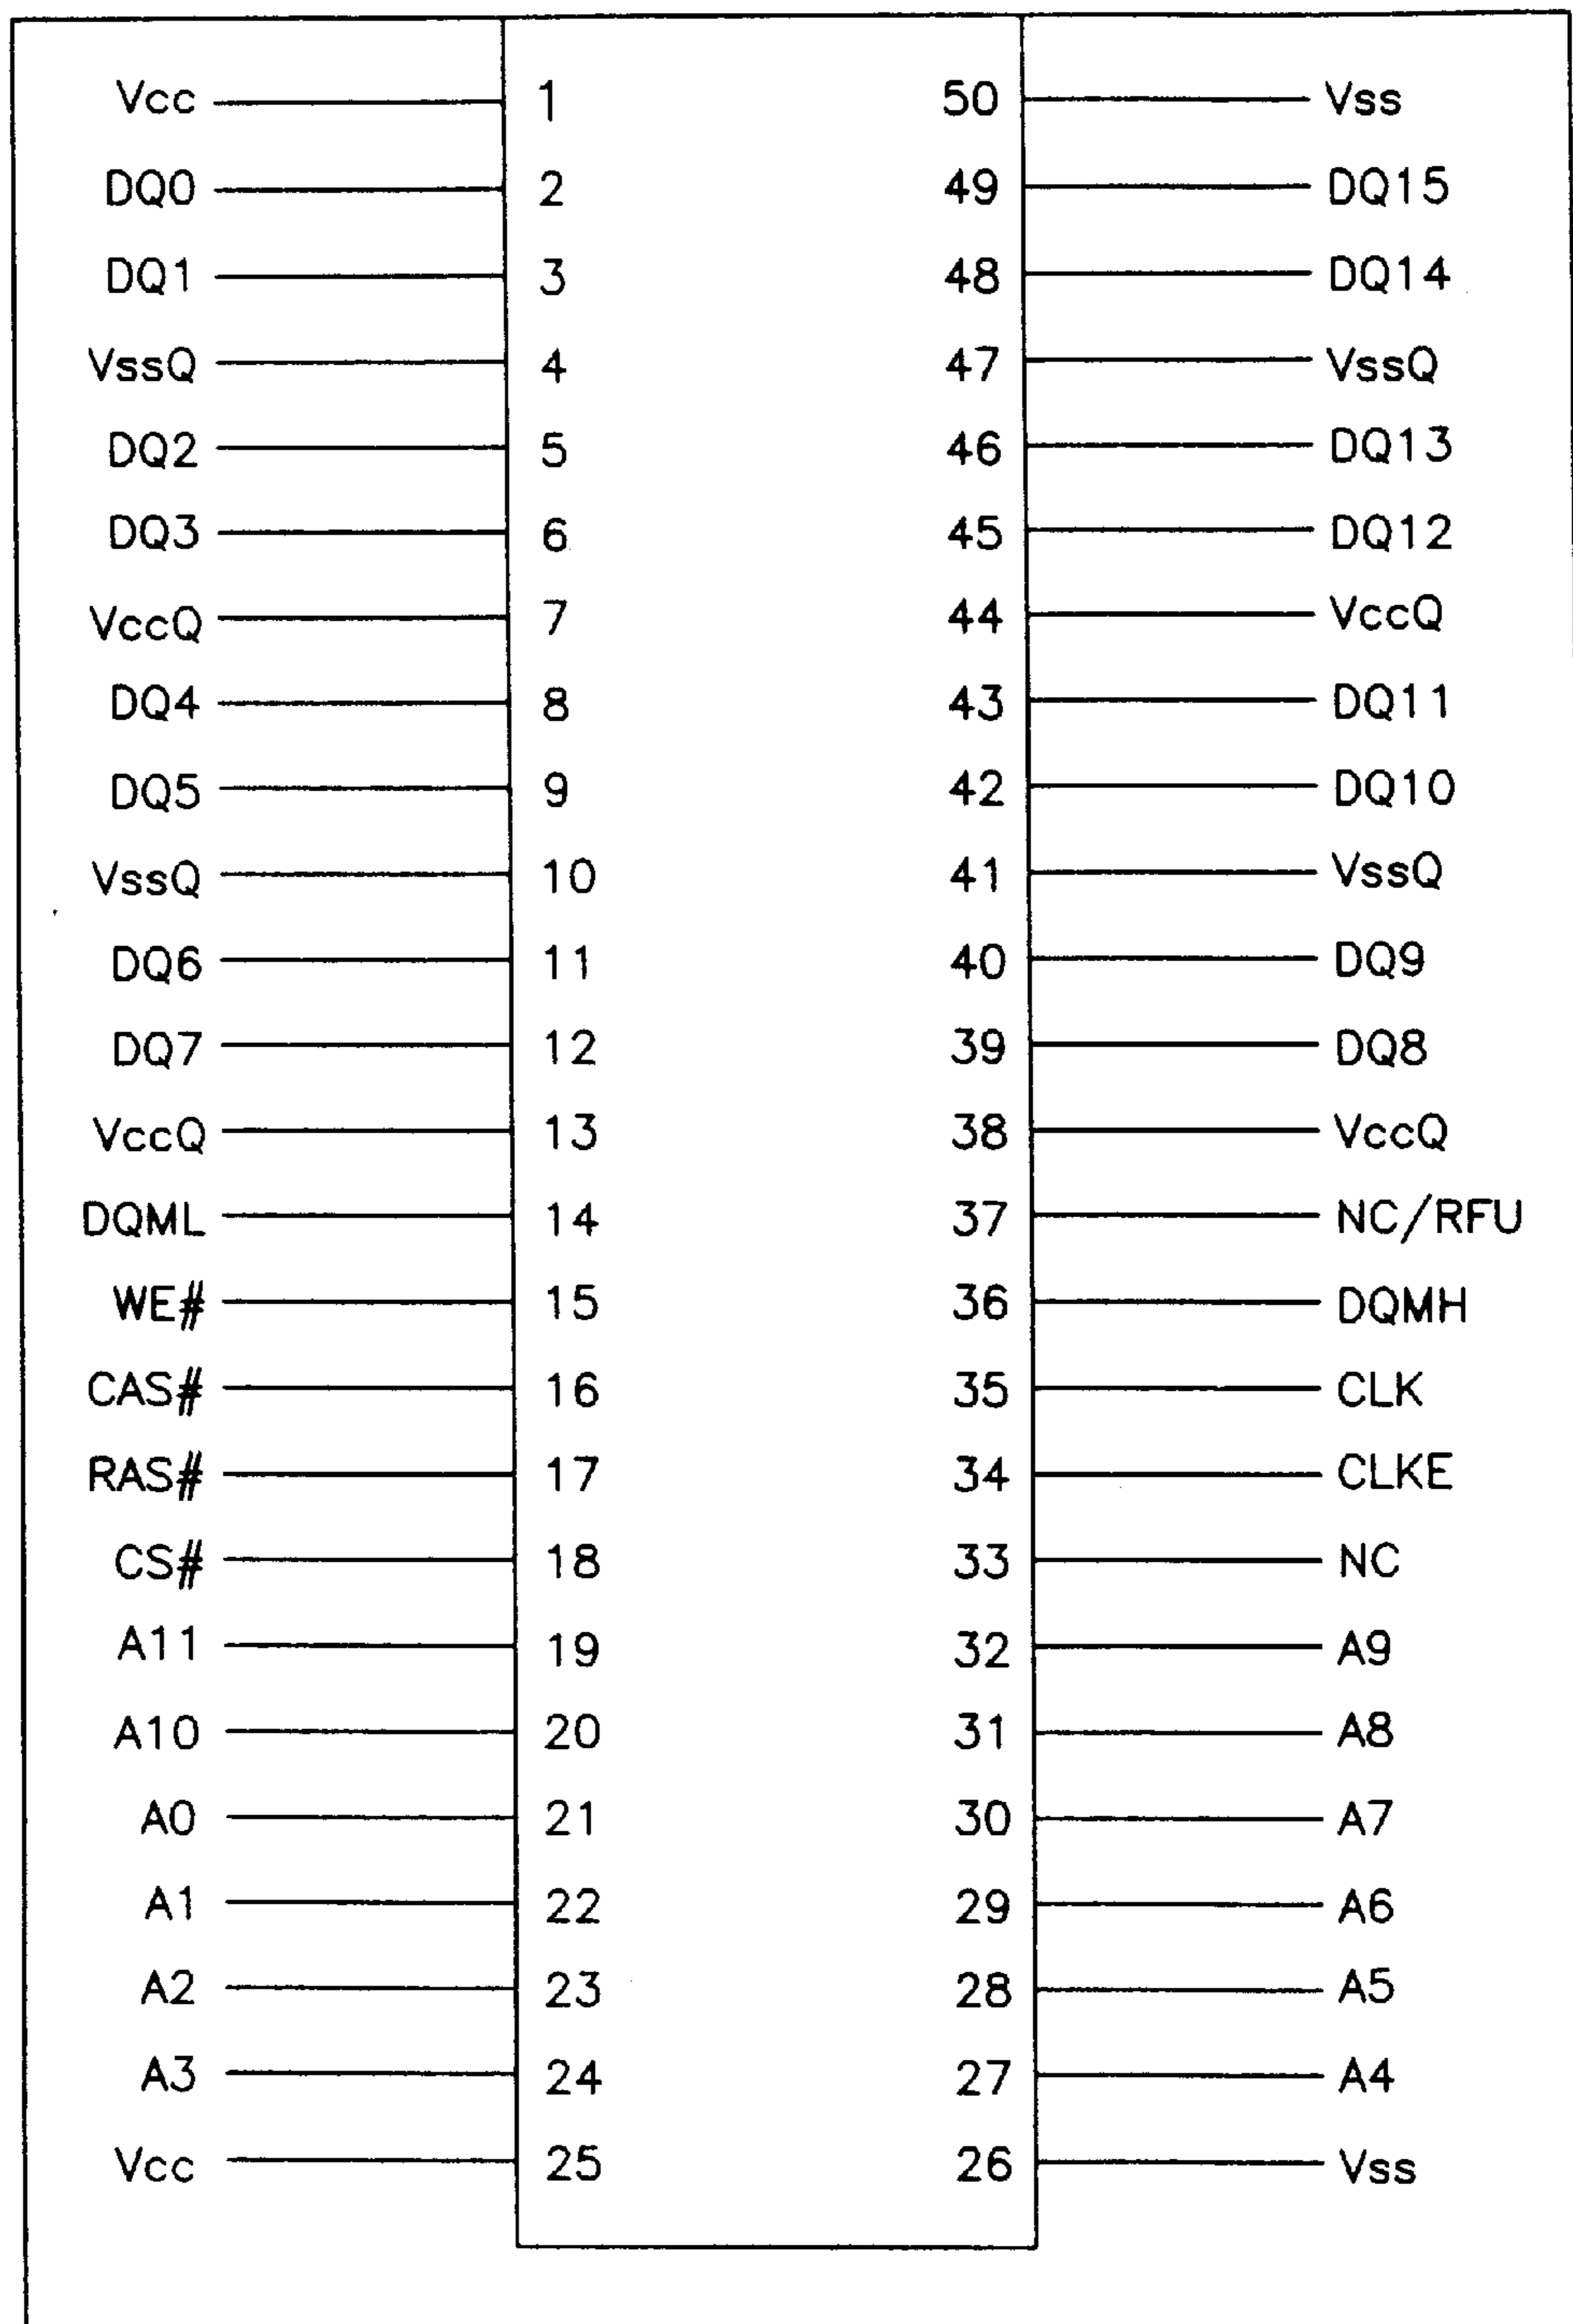 Vcc 1 50 Vss
DQ0 2 49 DQ15
DQ1 3 48 DQ14
VssQ 4 47 VssQ
DQ2 5 46 DQ13
DQ3 6 45 DQ12
VccQ 7 44 VccQ
DQ4 8 43 DQ11
DQ5 9 42 DQ10
VssQ 10 41 VssQ
DQ6 11 40 DQ9
DQ7 12 39 DQ8
VccQ 13 38 VccQ
DQML 14 37 NC/RFU
WE# 15 36 DQMH
CAS# 16 35 CLK
RAS# 17 34 CLKE
CS# 18 33 NC
A11 19 32 A9
A10 20 31 A8
A0 21 30 A7
A1 22 29 A6
A2 23 28 A5
A3 24 27 A4
Vcc 25 26 Vss